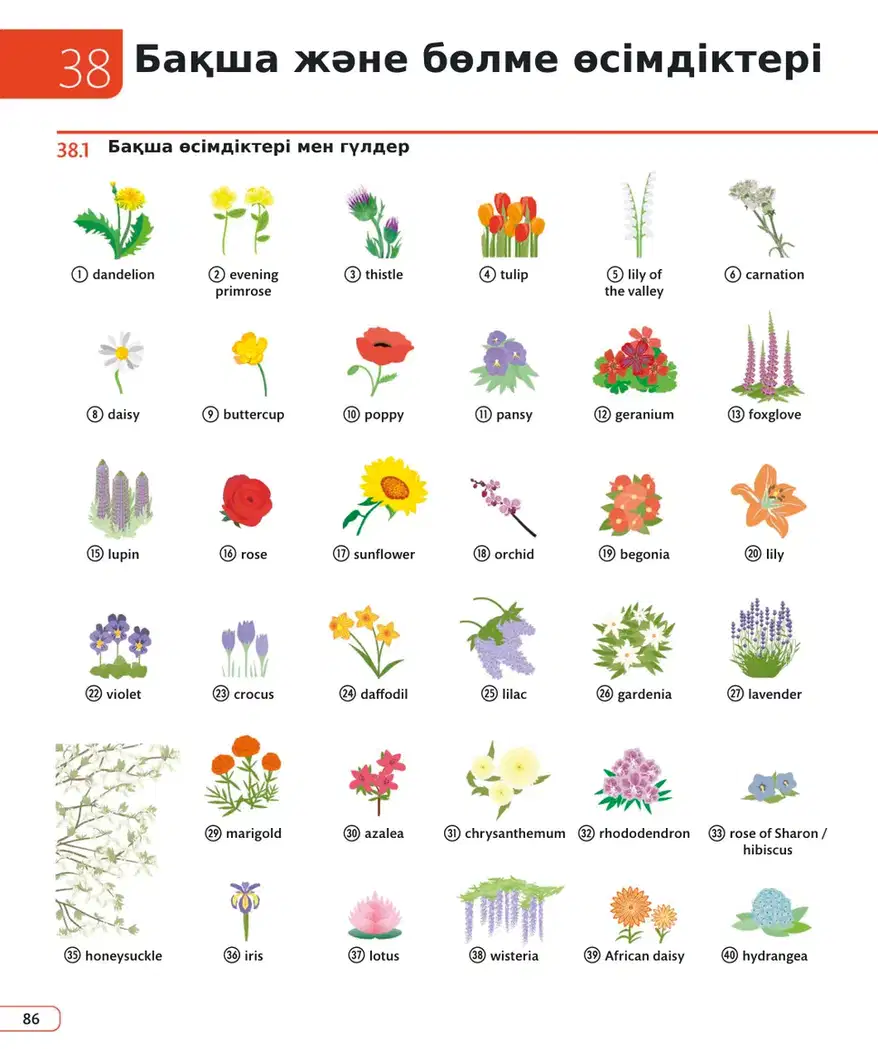 38 Бақша және бөлме өсімдіктері
38.1 Бақша өсімдіктері мен гүлдер
① dandelion
② evening
primrose
③ thistle
④ tulip
⑤ lily of
the valley
⑥ carnation
⑧ daisy
⑨ buttercup
⑩ poppy
⑪ pansy
⑫ geranium
⑬ foxglove
⑮ lupin
⑯ rose
⑰ sunflower
⑱ orchid
⑲ begonia
⑳ lily
㉒ violet
㉓ crocus
㉔ daffodil
㉕ lilac
㉖ gardenia
㉗ lavender
㉙ marigold
㉚ azalea
㉛ chrysanthemum
㉜ rhododendron
㉝ rose of Sharon /
hibiscus
㉟ honeysuckle
㊱ iris
㊲ lotus
㊳ wisteria
㊴ African daisy
㊵ hydrangea
86